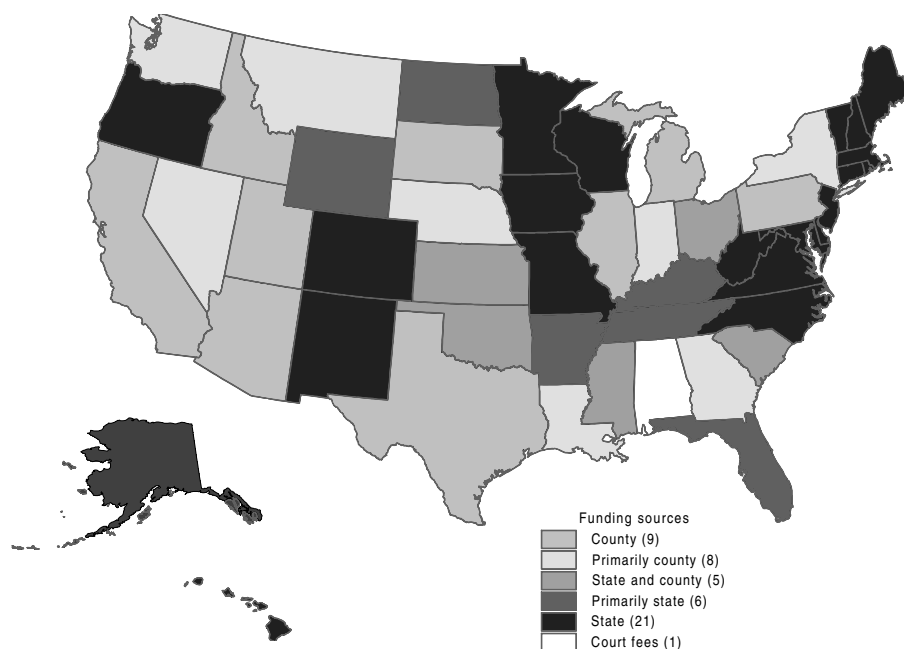 Funding sources
County (9)
Primarily county (8)
State and county (5)
Primarily state (6)
State (21)
Court fees (1)